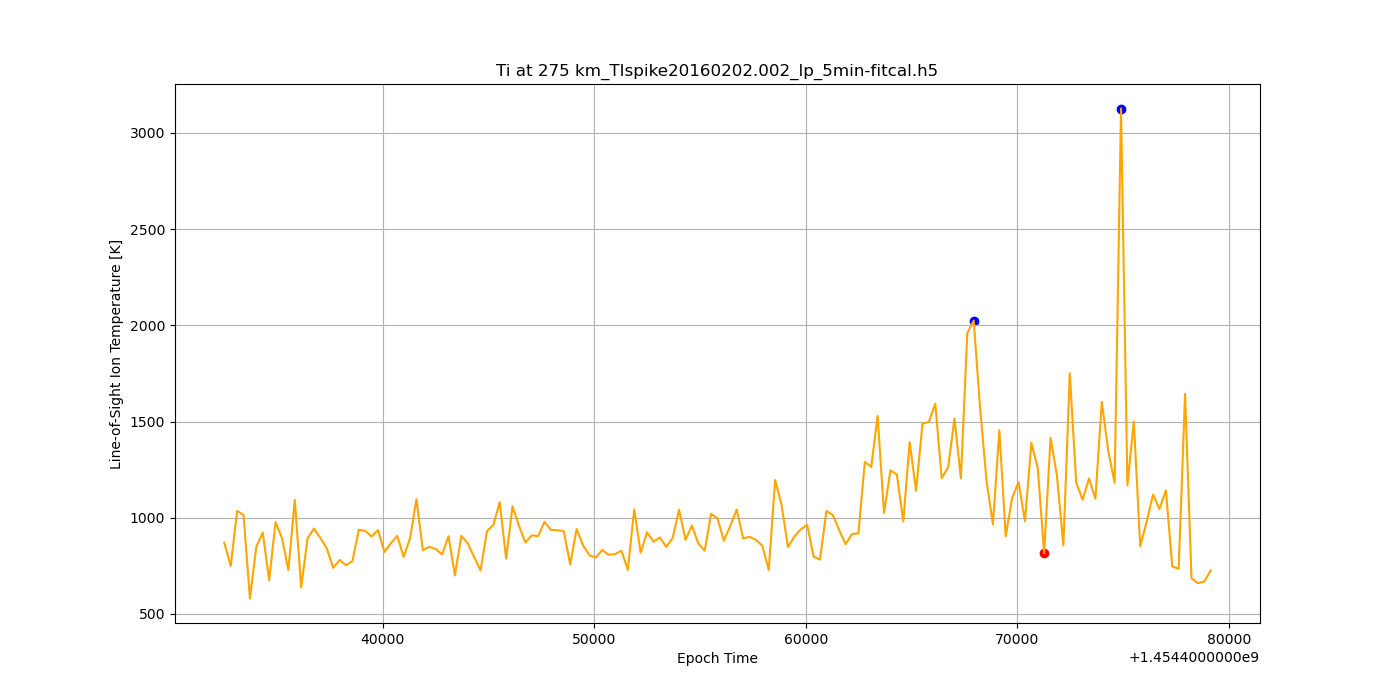 Ti at 275 km_TIspike20160202.002_lp_5min-fitcal.h5
Line-of-Sight Ion Temperature [K]
3000
2500
2000
1500
1000
500
40000 50000 60000 70000 80000
Epoch Time
+1.4544000000e9